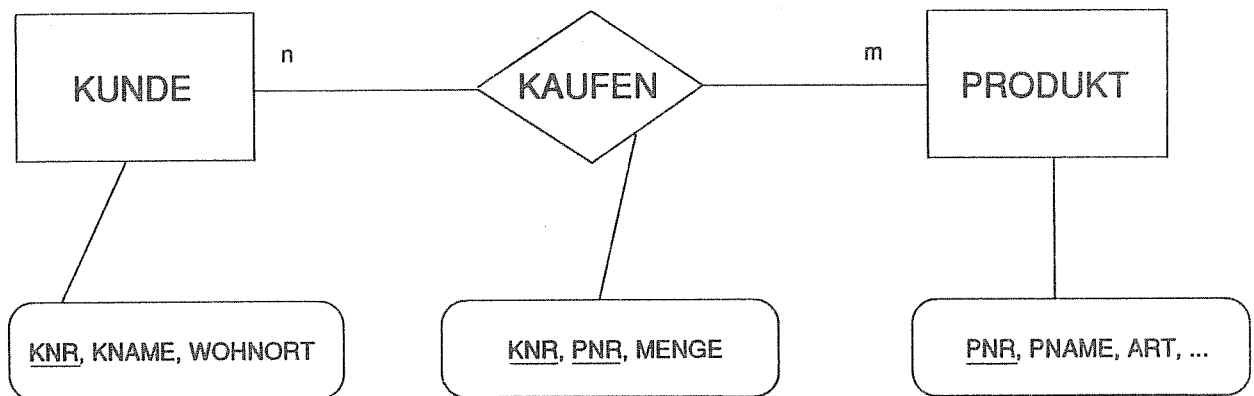 n
m
KUNDE
KAUFEN
PRODUKT
KNR, KNAME, WOHNORT
KNR, PNR, MENGE
PNR, PNAME, ART, ...